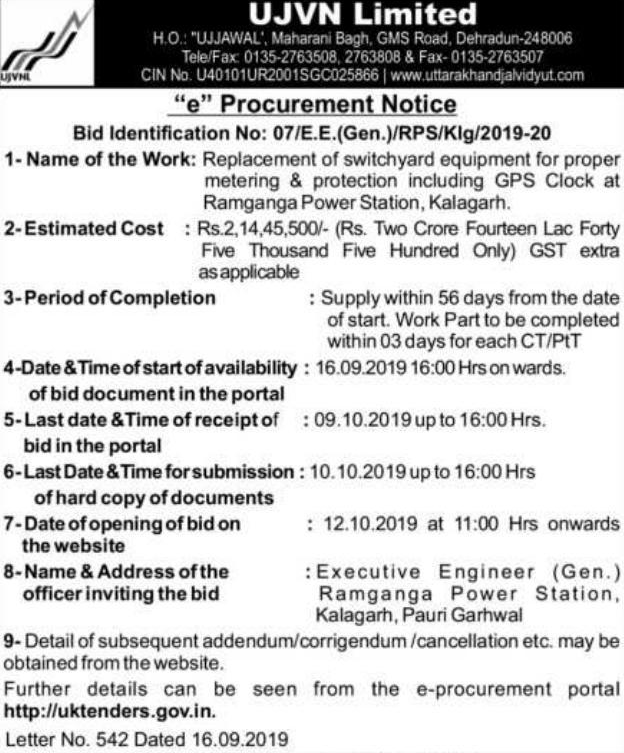 UJVNL
UJVN Limited
H.O.: "UJJAWAL', Maharani Bagh, GMS Road, Dehradun-248006
Tele/Fax: 0135-2763508, 2763808 & Fax- 0135-2763507
CIN No. U40101UR2001SGC025866 | www.uttarakhandjalvidyut.com
“e” Procurement Notice
Bid Identification No: 07/E.E.(Gen.)/RPS/Klg/2019-20
1- Name of the Work: Replacement of switchyard equipment for proper
metering & protection including GPS Clock at
Ramganga Power Station, Kalagarh.
2- Estimated Cost : Rs.2,14,45,500/- (Rs. Two Crore Fourteen Lac Forty
Five Thousand Five Hundred Only) GST extra
as applicable
3- Period of Completion : Supply within 56 days from the date
of start. Work Part to be completed
within 03 days for each CT/PtT
4-Date & Time of start of availability : 16.09.2019 16:00 Hrs on wards.
of bid document in the portal
5- Last date & Time of receipt of : 09.10.2019 up to 16:00 Hrs.
bid in the portal
6- Last Date & Time for submission : 10.10.2019 up to 16:00 Hrs
of hard copy of documents
7- Date of opening of bid on : 12.10.2019 at 11:00 Hrs onwards
the website
8- Name & Address of the : Executive Engineer (Gen.)
officer inviting the bid Ramganga Power Station,
Kalagarh, Pauri Garhwal
9- Detail of subsequent addendum/corrigendum /cancellation etc. may be
obtained from the website.
Further details can be seen from the e-procurement portal
http://uktenders.gov.in.
Letter No. 542 Dated 16.09.2019